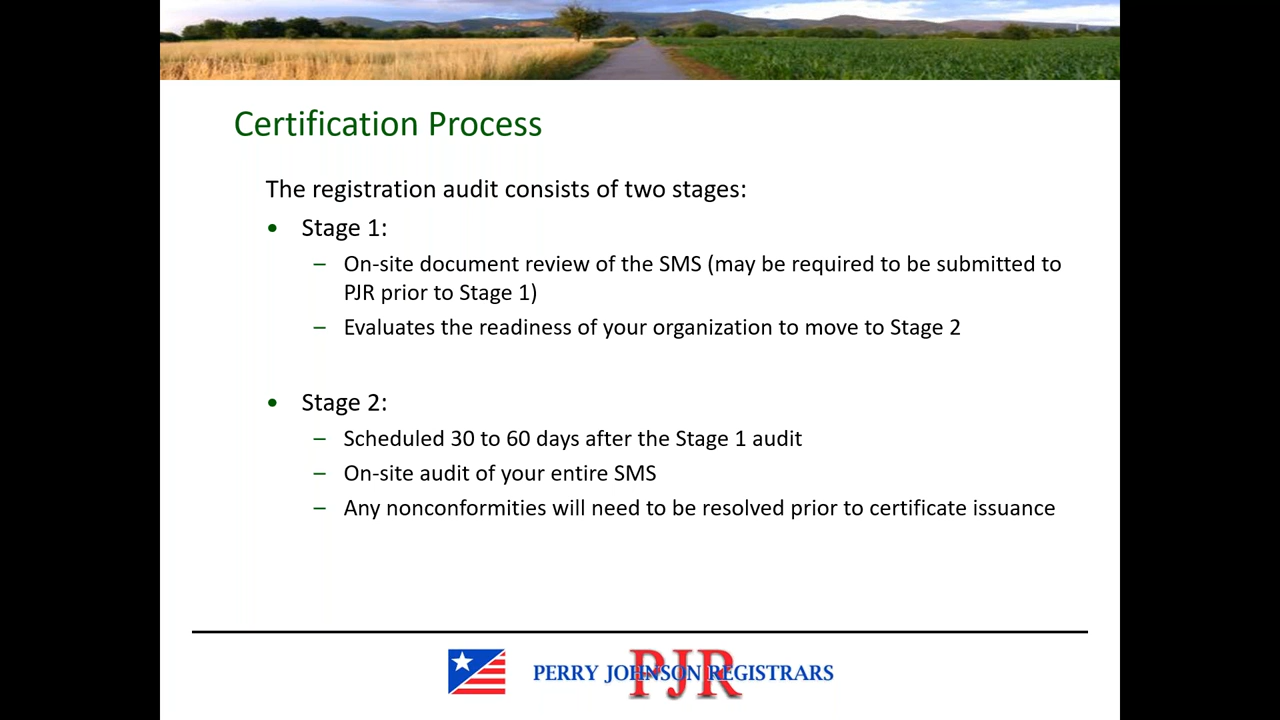 Certification Process
The registration audit consists of two stages:
• Stage 1:
– On-site document review of the SMS (may be required to be submitted to
PJR prior to Stage 1)
– Evaluates the readiness of your organization to move to Stage 2
• Stage 2:
– Scheduled 30 to 60 days after the Stage 1 audit
– On-site audit of your entire SMS
– Any nonconformities will need to be resolved prior to certificate issuance
PJR
PERRY JOHNSON REGISTRARS